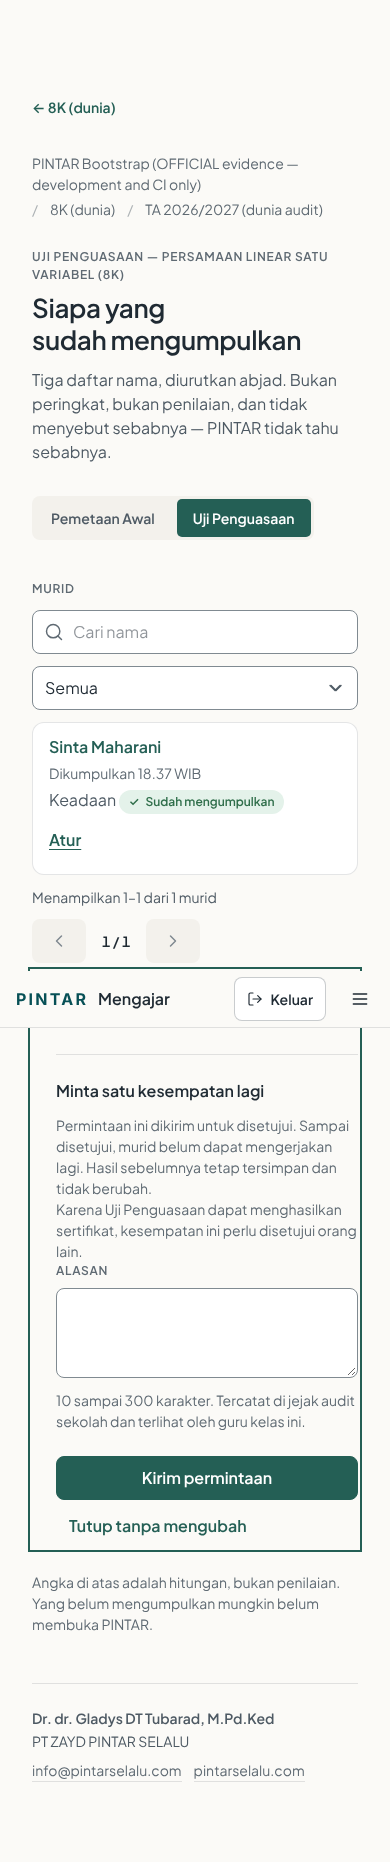 ← 8K (dunia)
PINTAR Bootstrap (OFFICIAL evidence —
development and CI only)
/ 8K (dunia) / TA 2026/2027 (dunia audit)
UJI PENGUASAAN — PERSAMAAN LINEAR SATU
VARIABEL (8K)
Siapa yang
sudah mengumpulkan
Tiga daftar nama, diurutkan abjad. Bukan
peringkat, bukan penilaian, dan tidak
menyebut sebabnya — PINTAR tidak tahu
sebabnya.
Pemetaan Awal Uji Penguasaan
MURID
Cari nama
Semua
Sinta Maharani
Dikumpulkan 18.37 WIB
Keadaan ✓ Sudah mengumpulkan
Atur
Menampilkan 1–1 dari 1 murid
1/1
PINTAR Mengajar Keluar
Minta satu kesempatan lagi
Permintaan ini dikirim untuk disetujui. Sampai
disetujui, murid belum dapat mengerjakan
lagi. Hasil sebelumnya tetap tersimpan dan
tidak berubah.
Karena Uji Penguasaan dapat menghasilkan
sertifikat, kesempatan ini perlu disetujui orang
lain.
ALASAN
10 sampai 300 karakter. Tercatat di jejak audit
sekolah dan terlihat oleh guru kelas ini.
Kirim permintaan
Tutup tanpa mengubah
Angka di atas adalah hitungan, bukan penilaian.
Yang belum mengumpulkan mungkin belum
membuka PINTAR.
Dr. dr. Gladys DT Tubarad, M.Pd.Ked
PT ZAYD PINTAR SELALU
info@pintarselalu.com pintarselalu.com